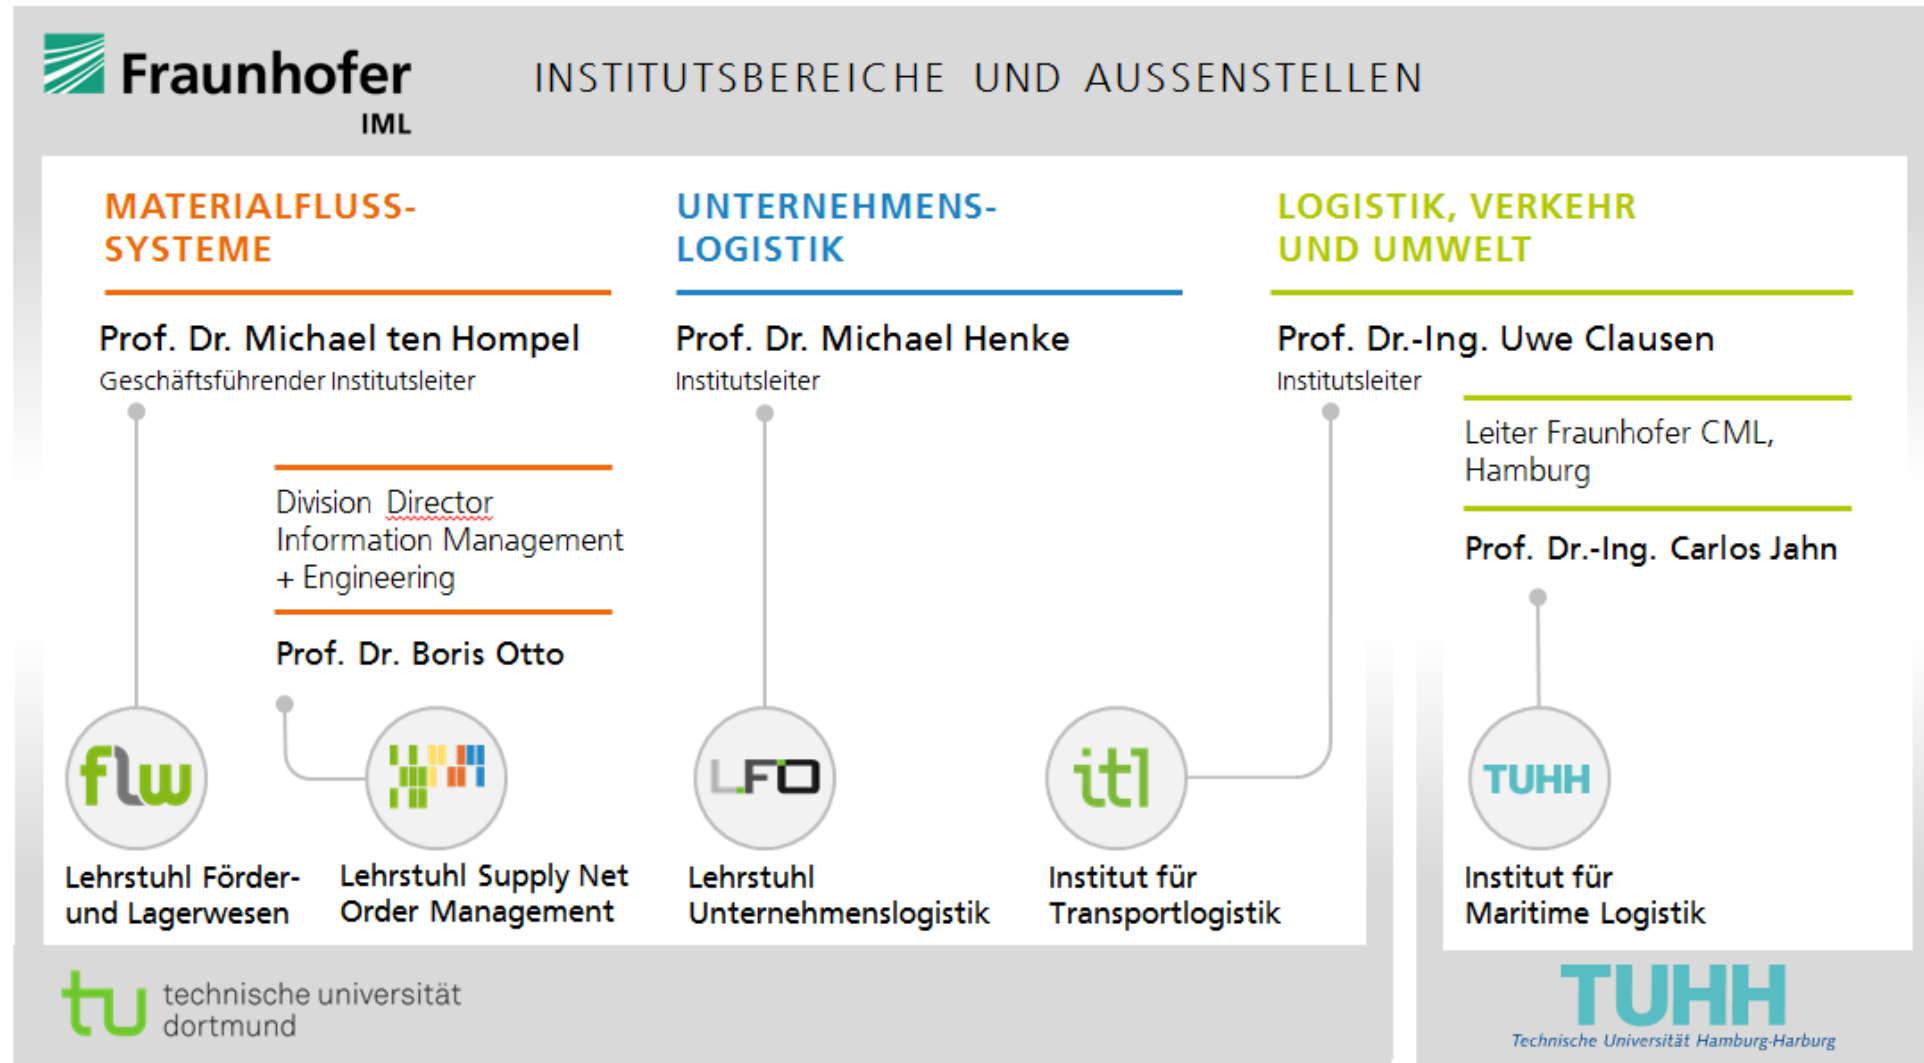 Fraunhofer
IML
INSTITUTSBEREICHE UND AUSSENSTELLEN
MATERIALFLUSS-
SYSTEME
Prof. Dr. Michael ten Hompel
Geschäftsführender Institutsleiter
Division Director
Information Management
+ Engineering
Prof. Dr. Boris Otto
flw
Lehrstuhl Förder-
und Lagerwesen
Lehrstuhl Supply Net
Order Management
UNTERNEHMENS-
LOGISTIK
Prof. Dr. Michael Henke
Institutsleiter
LFO
Lehrstuhl
Unternehmenslogistik
LOGISTIK, VERKEHR
UND UMWELT
Prof. Dr.-Ing. Uwe Clausen
Institutsleiter
itl
Institut für
Transportlogistik
Leiter Fraunhofer CML,
Hamburg
Prof. Dr.-Ing. Carlos Jahn
TUHH
Institut für
Maritime Logistik
tu technische universität
dortmund
TUHH
Technische Universität Hamburg-Harburg